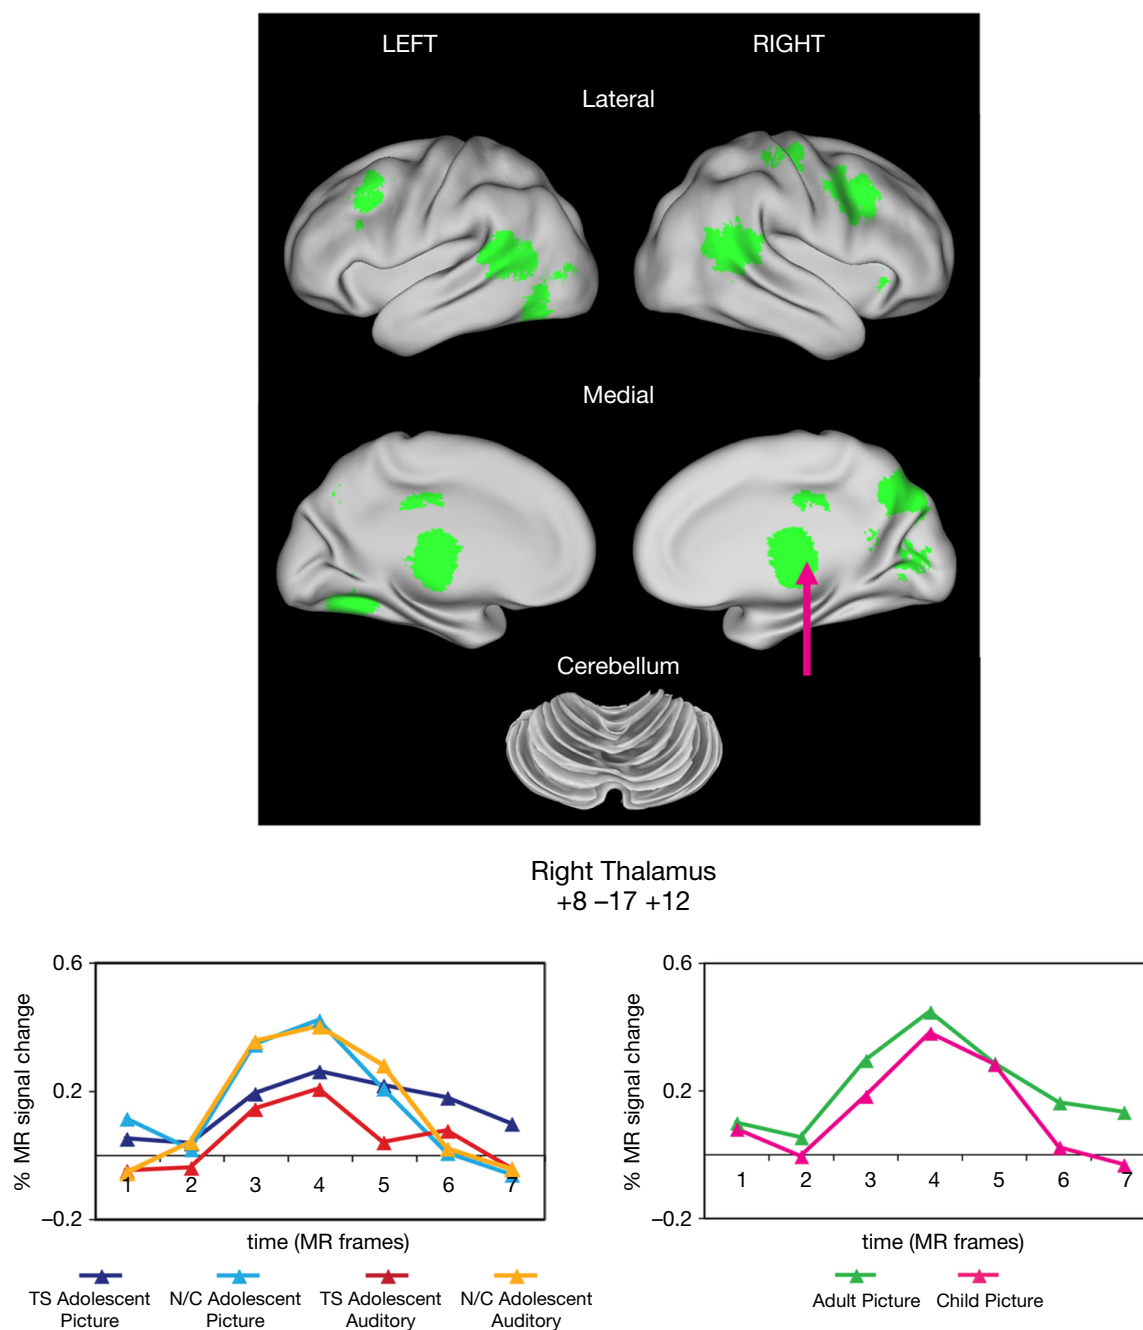 LEFT
RIGHT
Lateral
Medial
Cerebellum
Right Thalamus
+8 –17 +12
0.6
0.2
–0.2
% MR signal change
1 2 3 4 5 6 7
time (MR frames)
TS Adolescent
Picture
N/C Adolescent
Picture
TS Adolescent
Auditory
N/C Adolescent
Auditory
0.6
0.2
–0.2
% MR signal change
1 2 3 4 5 6 7
time (MR frames)
Adult Picture
Child Picture